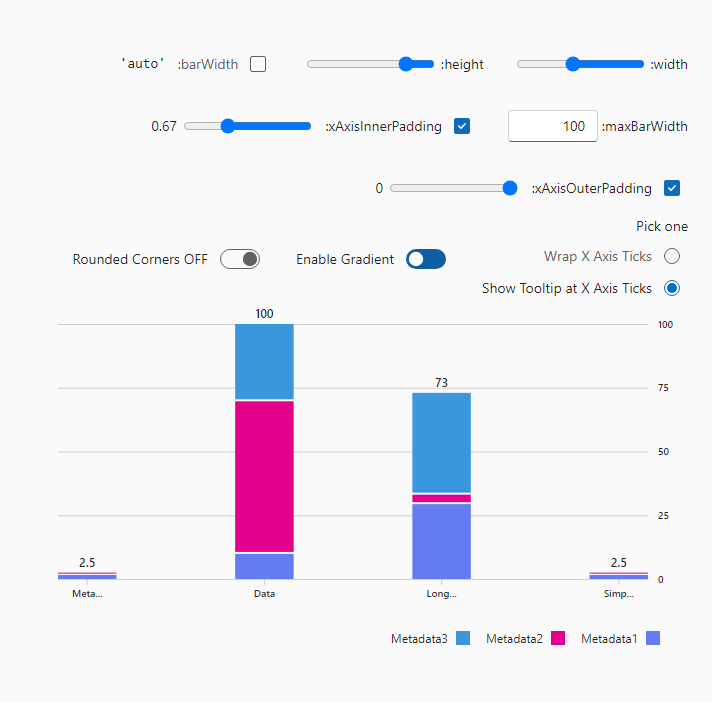 'auto' :barWidth :height :width
0.67 :xAxisInnerPadding 100 :maxBarWidth
0 :xAxisOuterPadding
Pick one
Rounded Corners OFF Enable Gradient Wrap X Axis Ticks
Show Tooltip at X Axis Ticks
100
100
75
73
50
25
2.5 2.5
0
Meta... Data Long... Simp...
Metadata3 Metadata2 Metadata1